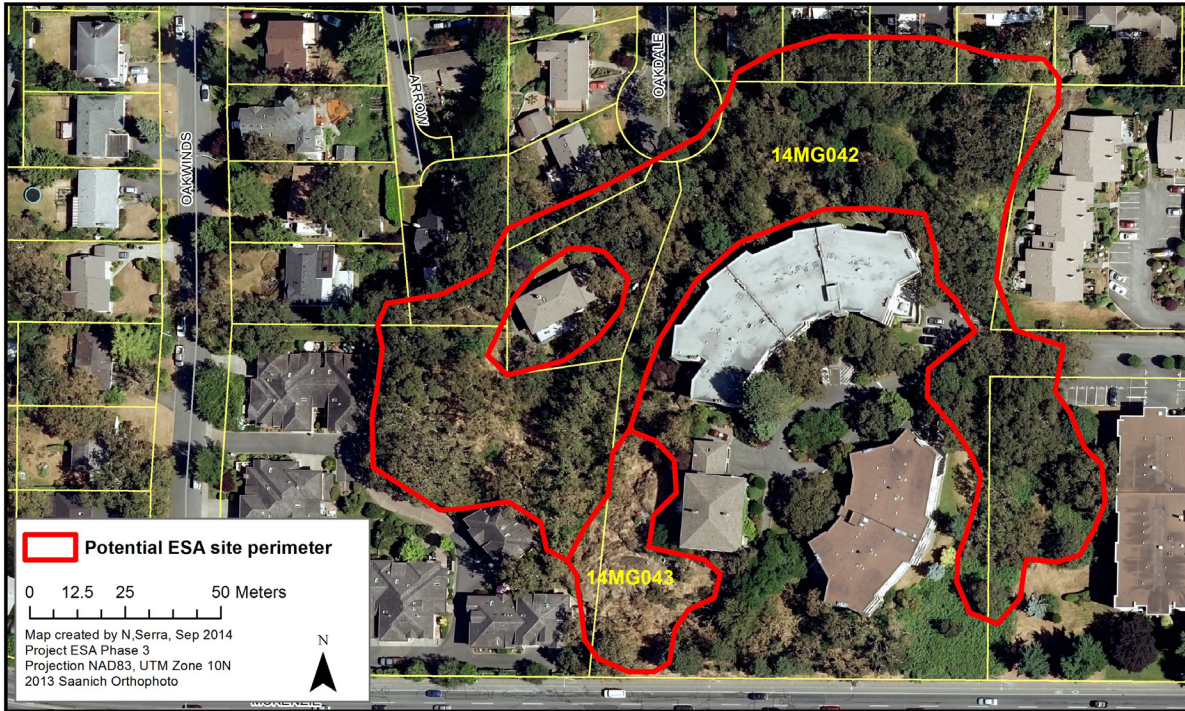 OAKDALE
ARROW
OAKWINDS
14MG042
14MG043
Potential ESA site perimeter
0 12.5 25 50 Meters
Map created by N,Serra, Sep 2014
Project ESA Phase 3
Projection NAD83, UTM Zone 10N
2013 Saanich Orthophoto
N